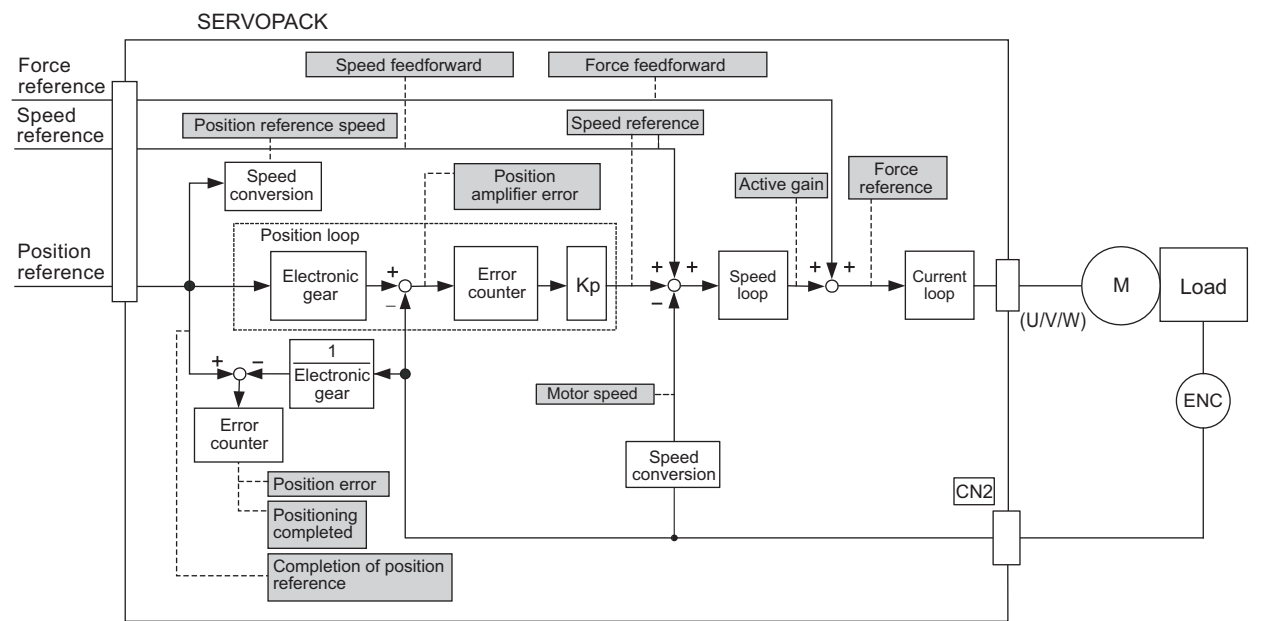 SERVOPACK
Force
reference
Speed feedforward
Force feedforward
Speed
reference
Position reference speed
Speed reference
Speed
conversion
Position
amplifier error
Active gain
Force
reference
Position
reference
Position loop
Electronic
gear
+
−
Error
counter
Kp
+
+
−
Speed
loop
+
+
Current
loop
(U/V/W)
M
Load
+
−
1
Electronic
gear
Error
counter
Motor speed
ENC
Speed
conversion
Position error
CN2
Positioning
completed
Completion of position
reference